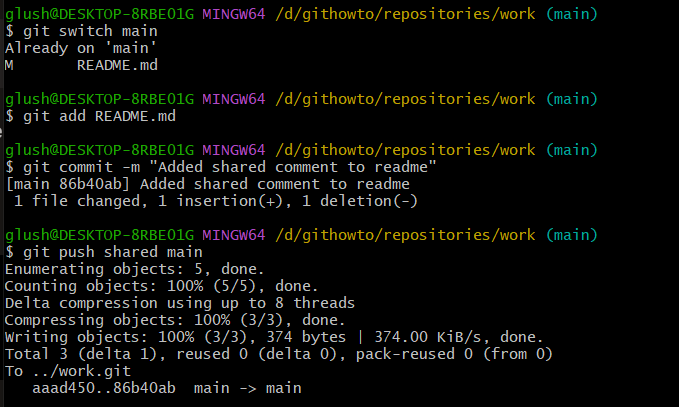 glush@DESKTOP-8RBEO1G MINGW64 /d/githowto/repositories/work (main)
$ git switch main
Already on 'main'
M       README.md
glush@DESKTOP-8RBEO1G MINGW64 /d/githowto/repositories/work (main)
$ git add README.md
glush@DESKTOP-8RBEO1G MINGW64 /d/githowto/repositories/work (main)
$ git commit -m "Added shared comment to readme"
[main 86b40ab] Added shared comment to readme
 1 file changed, 1 insertion(+), 1 deletion(-)
glush@DESKTOP-8RBEO1G MINGW64 /d/githowto/repositories/work (main)
$ git push shared main
Enumerating objects: 5, done.
Counting objects: 100% (5/5), done.
Delta compression using up to 8 threads
Compressing objects: 100% (3/3), done.
Writing objects: 100% (3/3), 374 bytes | 374.00 KiB/s, done.
Total 3 (delta 1), reused 0 (delta 0), pack-reused 0 (from 0)
To ../work.git
   aaad450..86b40ab  main -> main